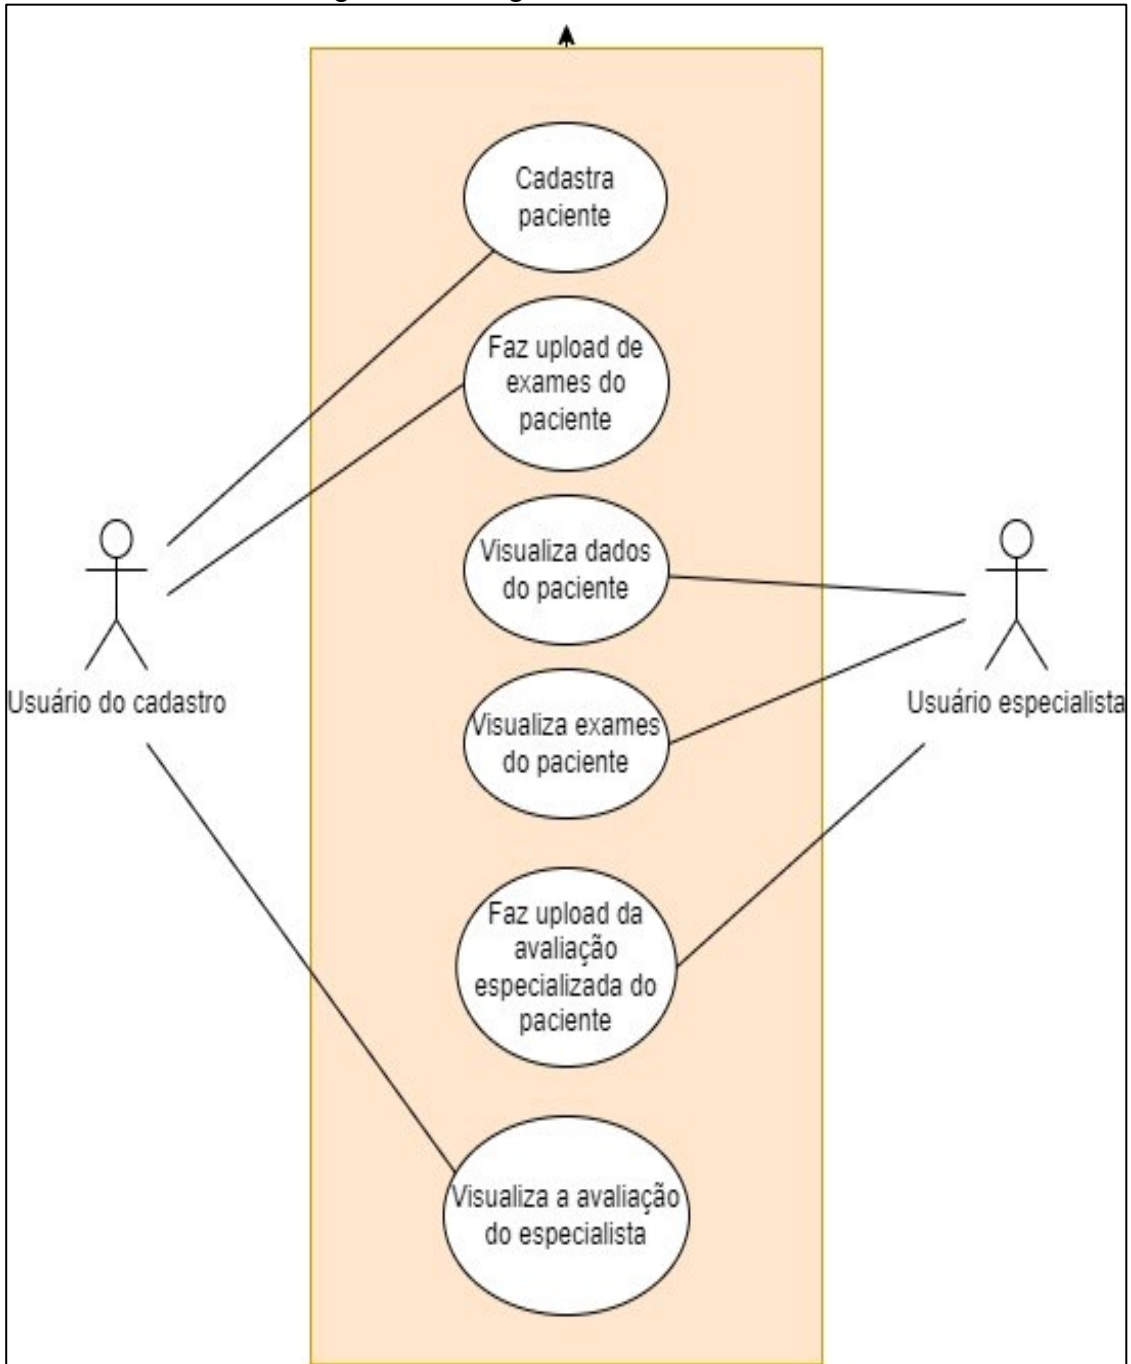 Cadastra
paciente
Faz upload de
exames do
paciente
Visualiza dados
do paciente
Usuário do cadastro
Usuário especialista
Visualiza exames
do paciente
Faz upload da
avaliação
especializada do
paciente
Visualiza a avaliação
do especialista